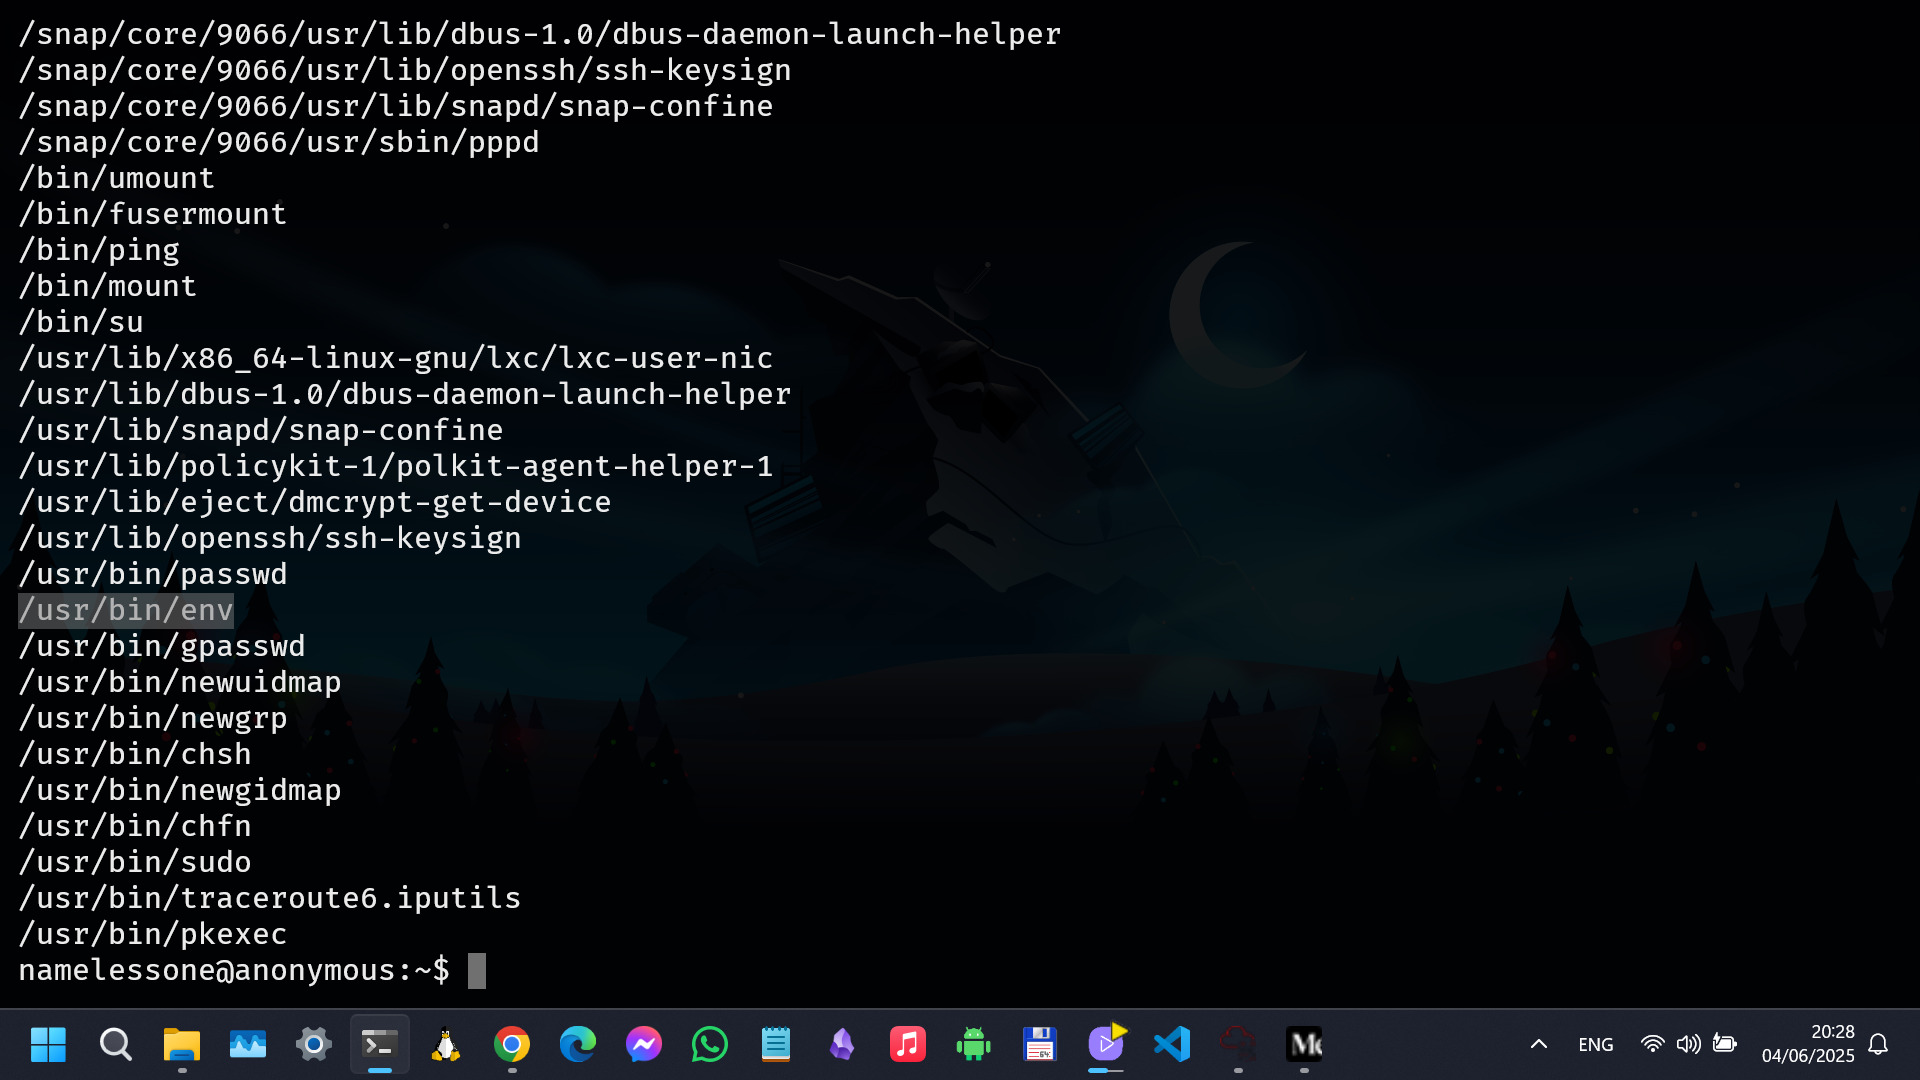 /snap/core/9066/usr/lib/dbus-1.0/dbus-daemon-launch-helper
/snap/core/9066/usr/lib/openssh/ssh-keysign
/snap/core/9066/usr/lib/snapd/snap-confine
/snap/core/9066/usr/sbin/pppd
/bin/umount
/bin/fusermount
/bin/ping
/bin/mount
/bin/su
/usr/lib/x86_64-linux-gnu/lxc/lxc-user-nic
/usr/lib/dbus-1.0/dbus-daemon-launch-helper
/usr/lib/snapd/snap-confine
/usr/lib/policykit-1/polkit-agent-helper-1
/usr/lib/eject/dmcrypt-get-device
/usr/lib/openssh/ssh-keysign
/usr/bin/passwd
/usr/bin/env
/usr/bin/gpasswd
/usr/bin/newuidmap
/usr/bin/newgrp
/usr/bin/chsh
/usr/bin/newgidmap
/usr/bin/chfn
/usr/bin/sudo
/usr/bin/traceroute6.iputils
/usr/bin/pkexec
namelessone@anonymous:~$
ENG
20:28
04/06/2025